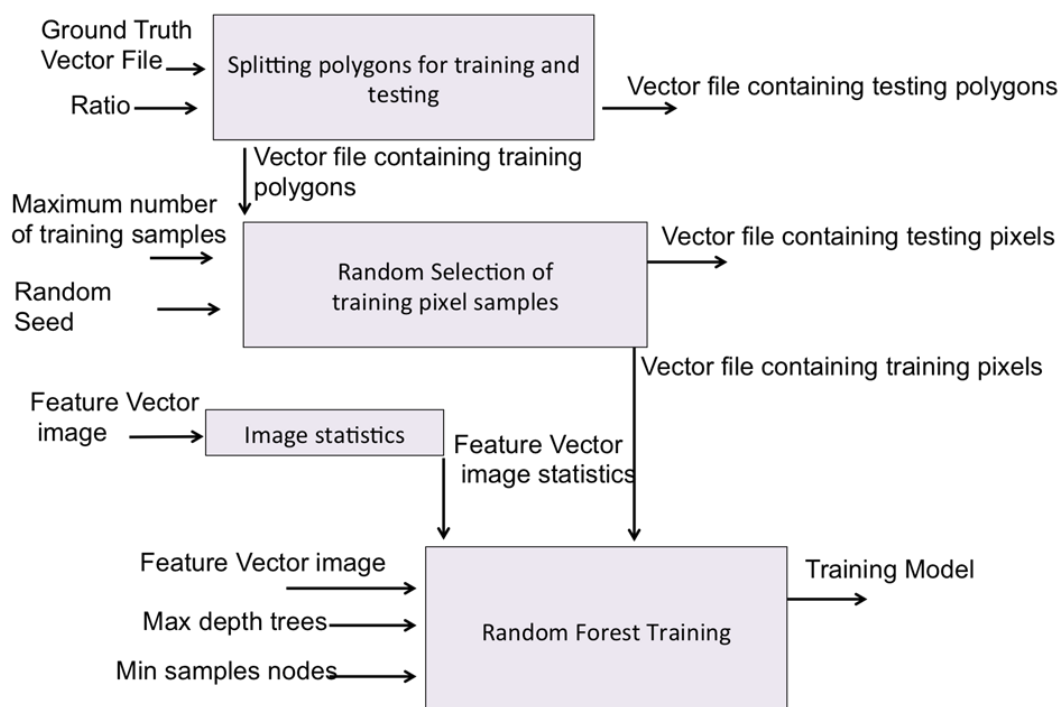 Ground Truth
Vector File
Ratio
Splitting polygons for training and
testing
Vector file containing testing polygons
Vector file containing training
polygons
Maximum number
of training samples
Random
Seed
Random Selection of
training pixel samples
Vector file containing testing pixels
Vector file containing training pixels
Feature Vector
image
Image statistics
Feature Vector
image statistics
Feature Vector image
Max depth trees
Min samples nodes
Random Forest Training
Training Model